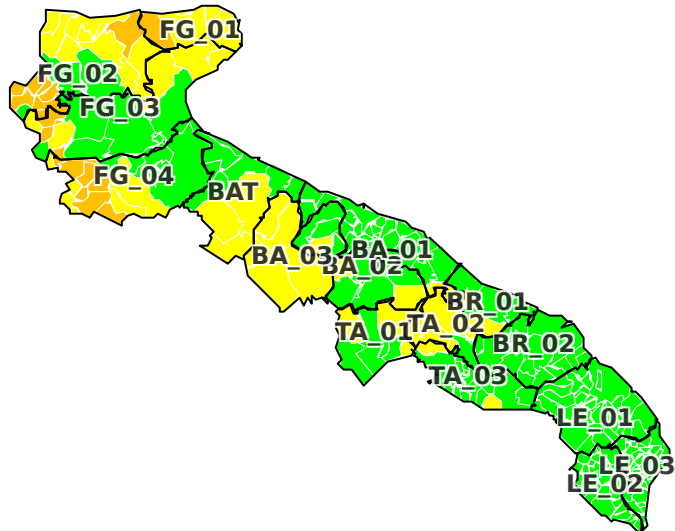 FG_01
FG_02
FG_03
FG_04
BAT
BA_01
BA_03
BA_02
BR_01
TA_02
TA_01
BR_02
TA_03
LE_01
LE_03
LE_02